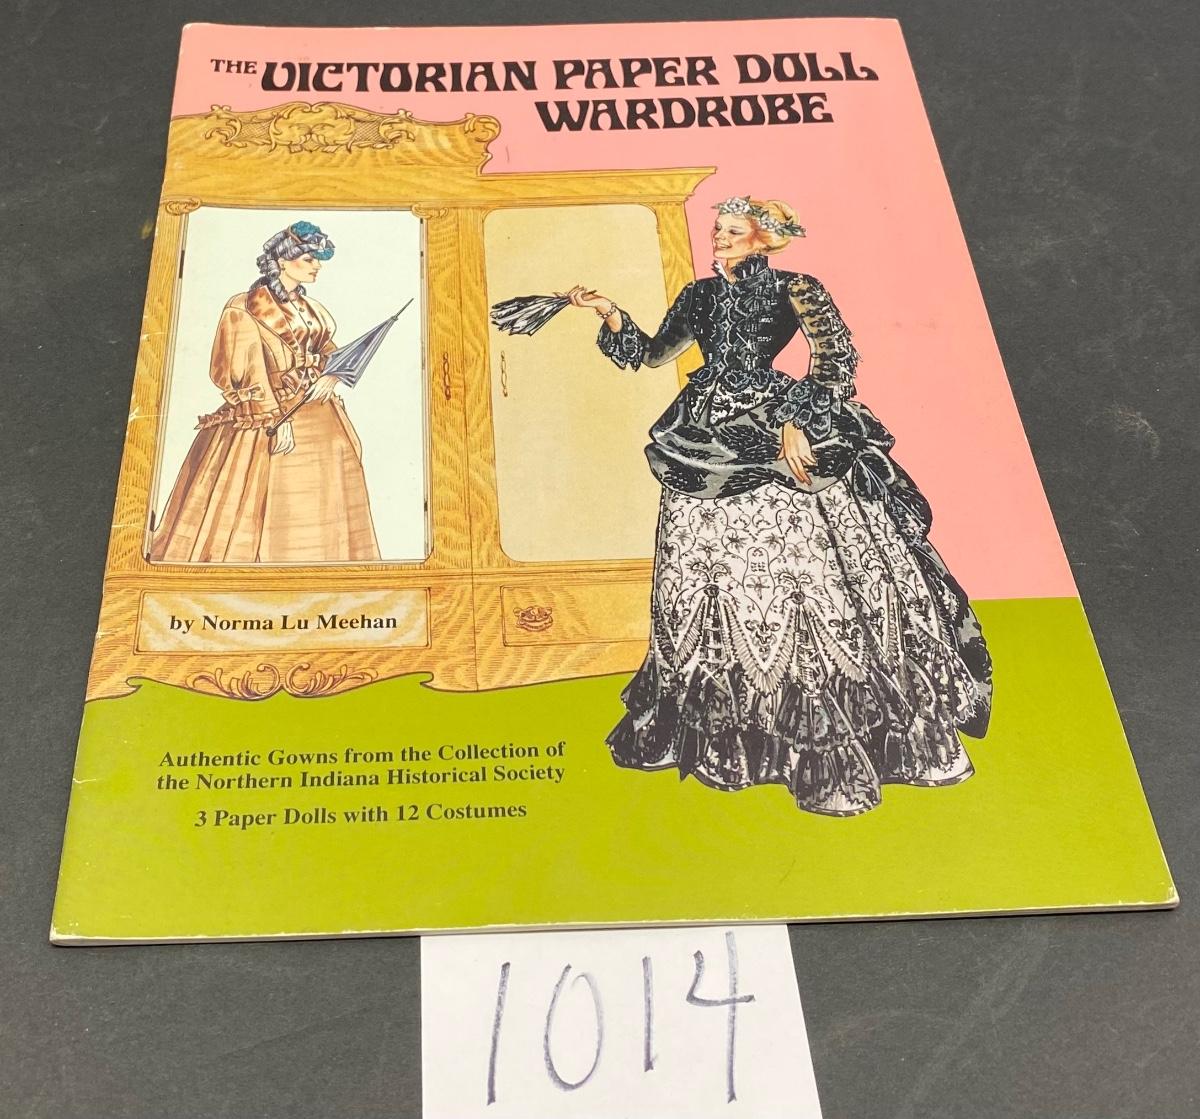 THE VICTORIAN PAPER DOLL
WARDROBE
by Norma Lu Meehan
Authentic Gowns from the Collection of
the Northern Indiana Historical Society
3 Paper Dolls with 12 Costumes
1014